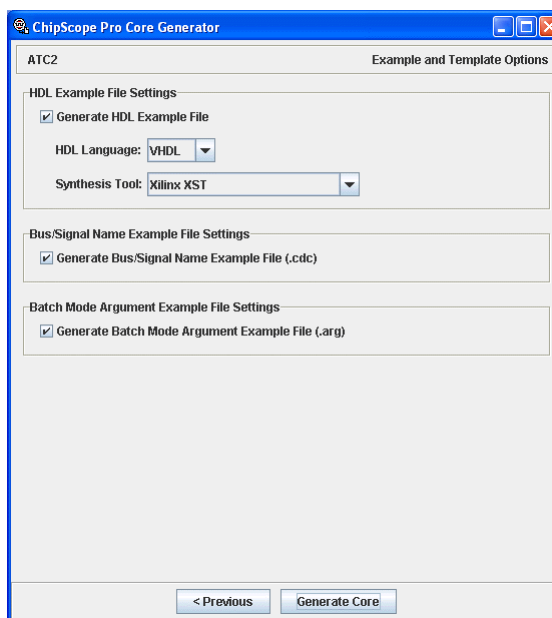 ChipScope Pro Core Generator
ATC2 Example and Template Options
HDL Example File Settings
Generate HDL Example File
HDL Language: VHDL
Synthesis Tool: Xilinx XST
Bus/Signal Name Example File Settings
Generate Bus/Signal Name Example File (.cdc)
Batch Mode Argument Example File Settings
Generate Batch Mode Argument Example File (.arg)
< Previous Generate Core